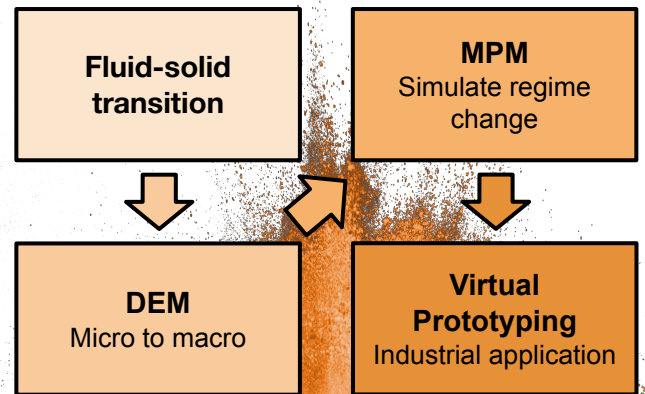 Fluid-solid
transition
DEM
Micro to macro
MPM
Simulate regime
change
Virtual
Prototyping
Industrial application